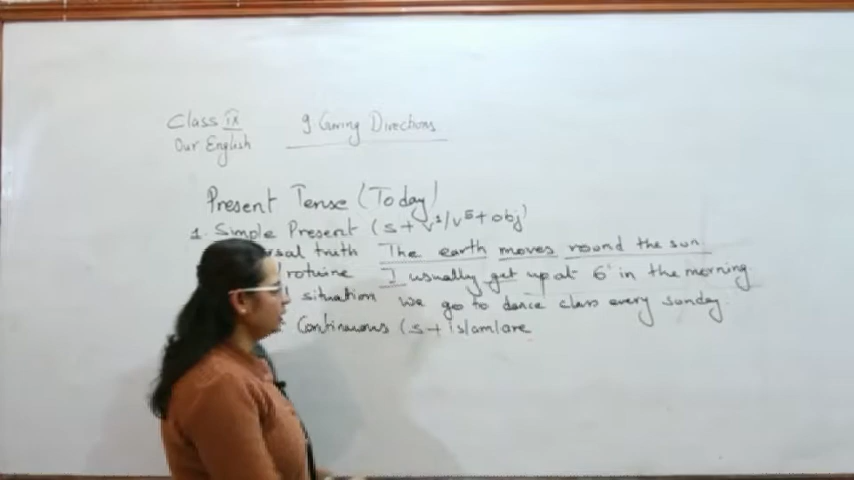 Class IX
9 Giving Directions
Our English
Present Tense (Today)
1. Simple Present (S + V¹/V⁵ + obj)
truth The earth moves round the sun
rotuine I usually get up at 6° in the morning
situation we go to dance class every sunday.
Continuous (S + is/am/are